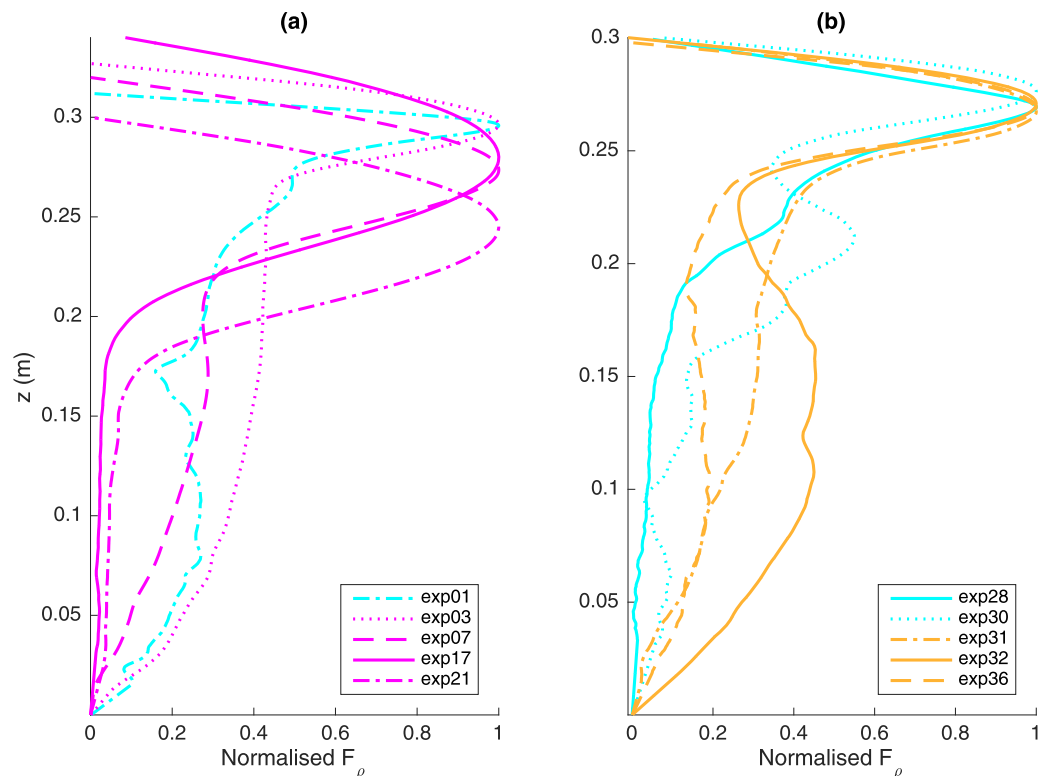 (a)
0.3
0.25
0.2
0.15
0.1
0.05
z (m)
0
0.2
0.4
0.6
0.8
1
Normalised Fρ
exp01
exp03
exp07
exp17
exp21
(b)
0.3
0.25
0.2
0.15
0.1
0.05
0
0.2
0.4
0.6
0.8
1
Normalised Fρ
exp28
exp30
exp31
exp32
exp36